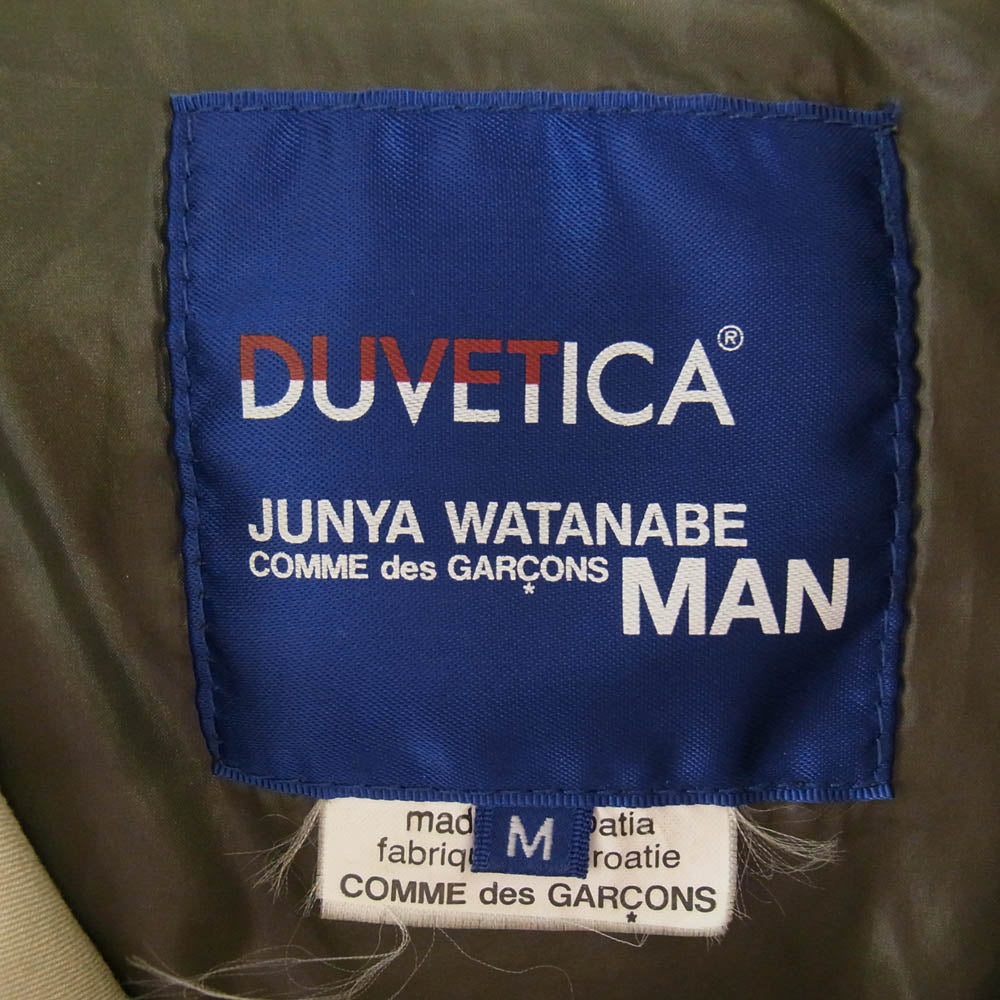 DUVETICA®
JUNYA WATANABE
COMME des GARÇONS MAN
M
COMME des GARÇONS